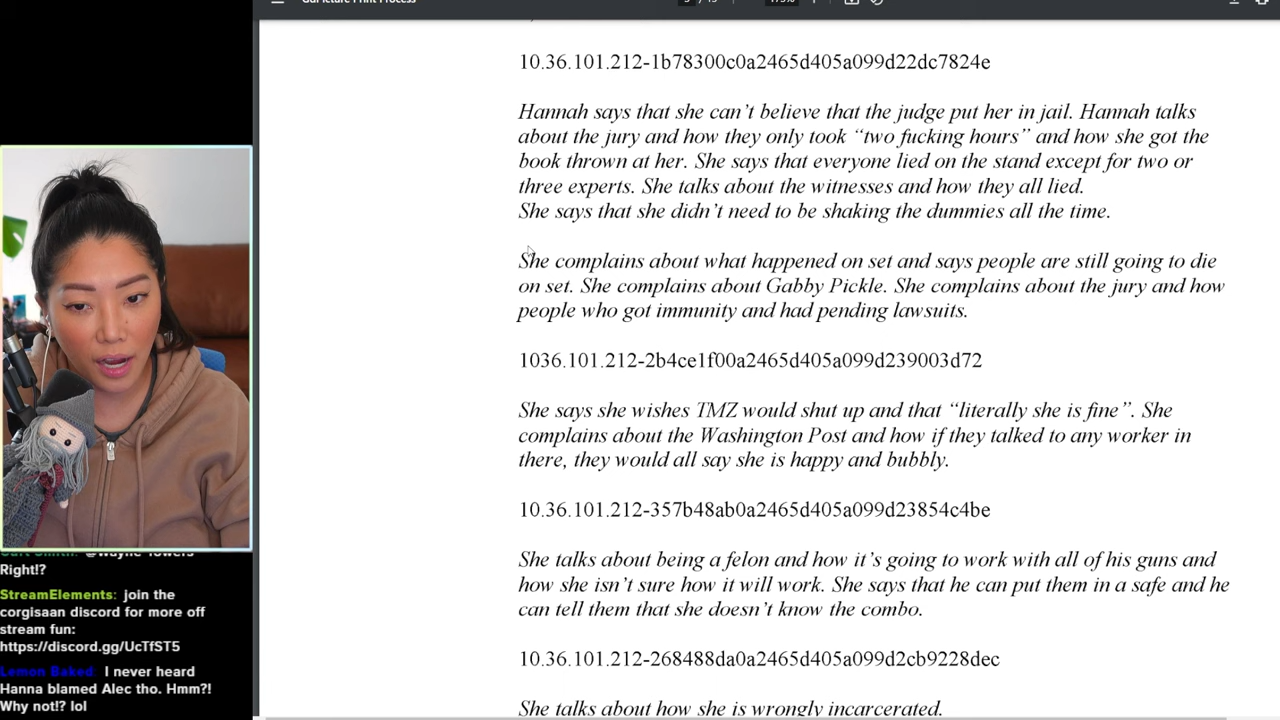 10.36.101.212-1b78300c0a2465d405a099d22dc7824e
Hannah says that she can’t believe that the judge put her in jail. Hannah talks
about the jury and how they only took “two fucking hours” and how she got the
book thrown at her. She says that everyone lied on the stand except for two or
three experts. She talks about the witnesses and how they all lied.
She says that she didn’t need to be shaking the dummies all the time.
She complains about what happened on set and says people are still going to die
on set. She complains about Gabby Pickle. She complains about the jury and how
people who got immunity and had pending lawsuits.
1036.101.212-2b4ce1f00a2465d405a099d239003d72
She says she wishes TMZ would shut up and that “literally she is fine”. She
complains about the Washington Post and how if they talked to any worker in
there, they would all say she is happy and bubbly.
10.36.101.212-357b48ab0a2465d405a099d23854c4be
She talks about being a felon and how it’s going to work with all of his guns and
how she isn’t sure how it will work. She says that he can put them in a safe and he
can tell them that she doesn’t know the combo.
10.36.101.212-268488da0a2465d405a099d2cb9228dec
She talks about how she is wrongly incarcerated.
Right!?
StreamElements: join the
corgisaan discord for more off
stream fun:
https://discord.gg/UcTfST5
Lemon Baked I never heard
Hanna blamed Alec tho. Hmm?!
Why not!? lol